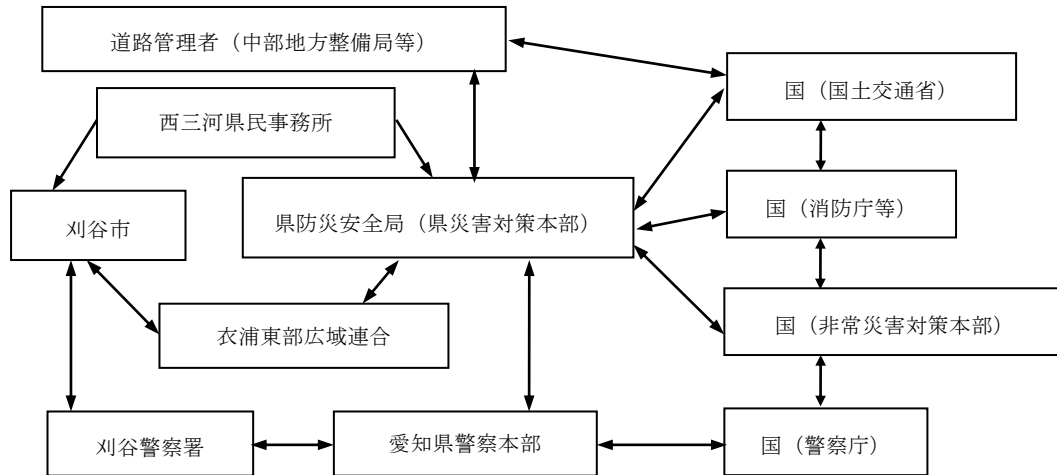 道路管理者（中部地方整備局等）
国（国土交通省）
西三河県民事務所
刈谷市
県防災安全局（県災害対策本部）
国（消防庁等）
衣浦東部広域連合
国（非常災害対策本部）
刈谷警察署
愛知県警察本部
国（警察庁）